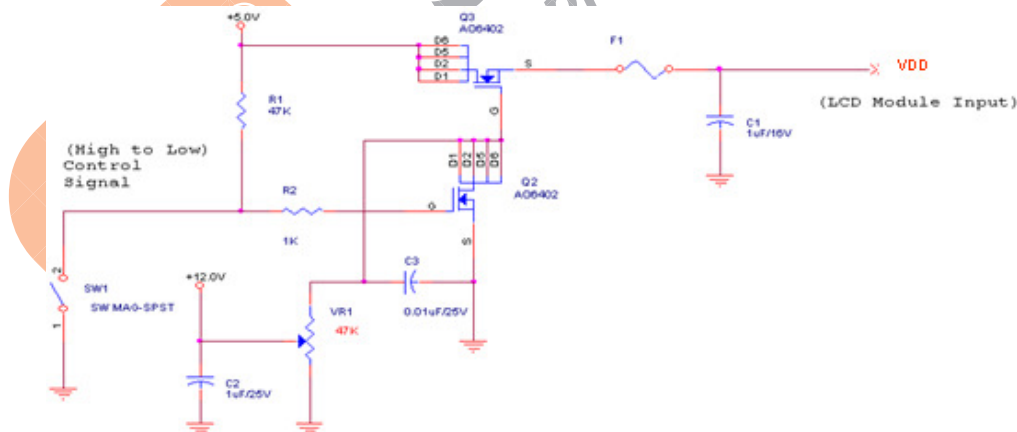 +5.0V
Q3
AO6402
D6
D5
D2
D1
S
G
F1
VDD
(LCD Module Input)
C1
1uF/16V
R1
47K
(High to Low)
Control
Signal
R2
1K
G
D1
D2
D5
D6
Q2
AO6402
S
C3
0.01uF/25V
2
SW1
SW MAG-SPST
1
+12.0V
VR1
47K
C2
1uF/25V